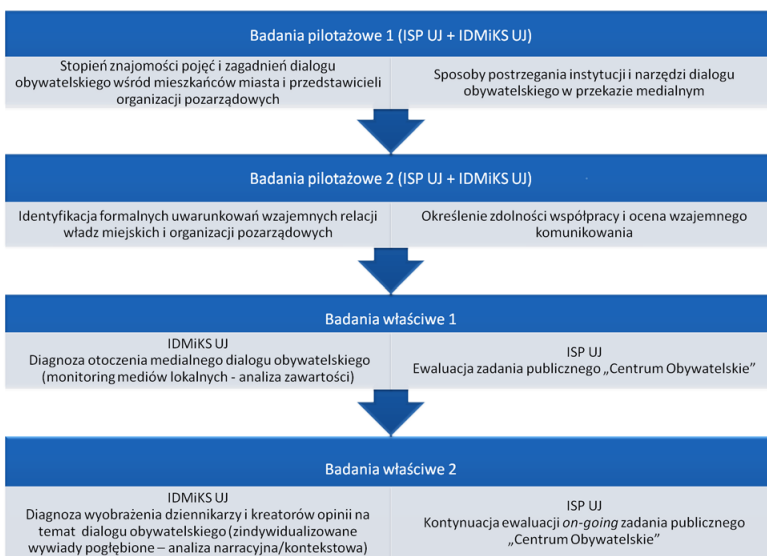 Badania pilotażowe 1 (ISP UJ + IDMiKS UJ)
Stopień znajomości pojęć i zagadnień dialogu
obywatelskiego wśród mieszkańców miasta i przedstawicieli
organizacji pozarządowych
Sposoby postrzegania instytucji i narzędzi dialogu
obywatelskiego w przekazie medialnym
Badania pilotażowe 2 (ISP UJ + IDMiKS UJ)
Identyfikacja formalnych uwarunkowań wzajemnych relacji
władz miejskich i organizacji pozarządowych
Określenie zdolności współpracy i ocena wzajemnego
komunikowania
Badania właściwe 1
IDMiKS UJ
Diagnoza otoczenia medialnego dialogu obywatelskiego
(monitoring mediów lokalnych - analiza zawartości)
ISP UJ
Ewaluacja zadania publicznego „Centrum Obywatelskie”
Badania właściwe 2
IDMiKS UJ
Diagnoza wyobrażenia dziennikarzy i kreatorów opinii na
temat dialogu obywatelskiego (zindywidualizowane
wywiady pogłębione – analiza narracyjna/kontekstowa)
ISP UJ
Kontynuacja ewaluacji on-going zadania publicznego
„Centrum Obywatelskie”